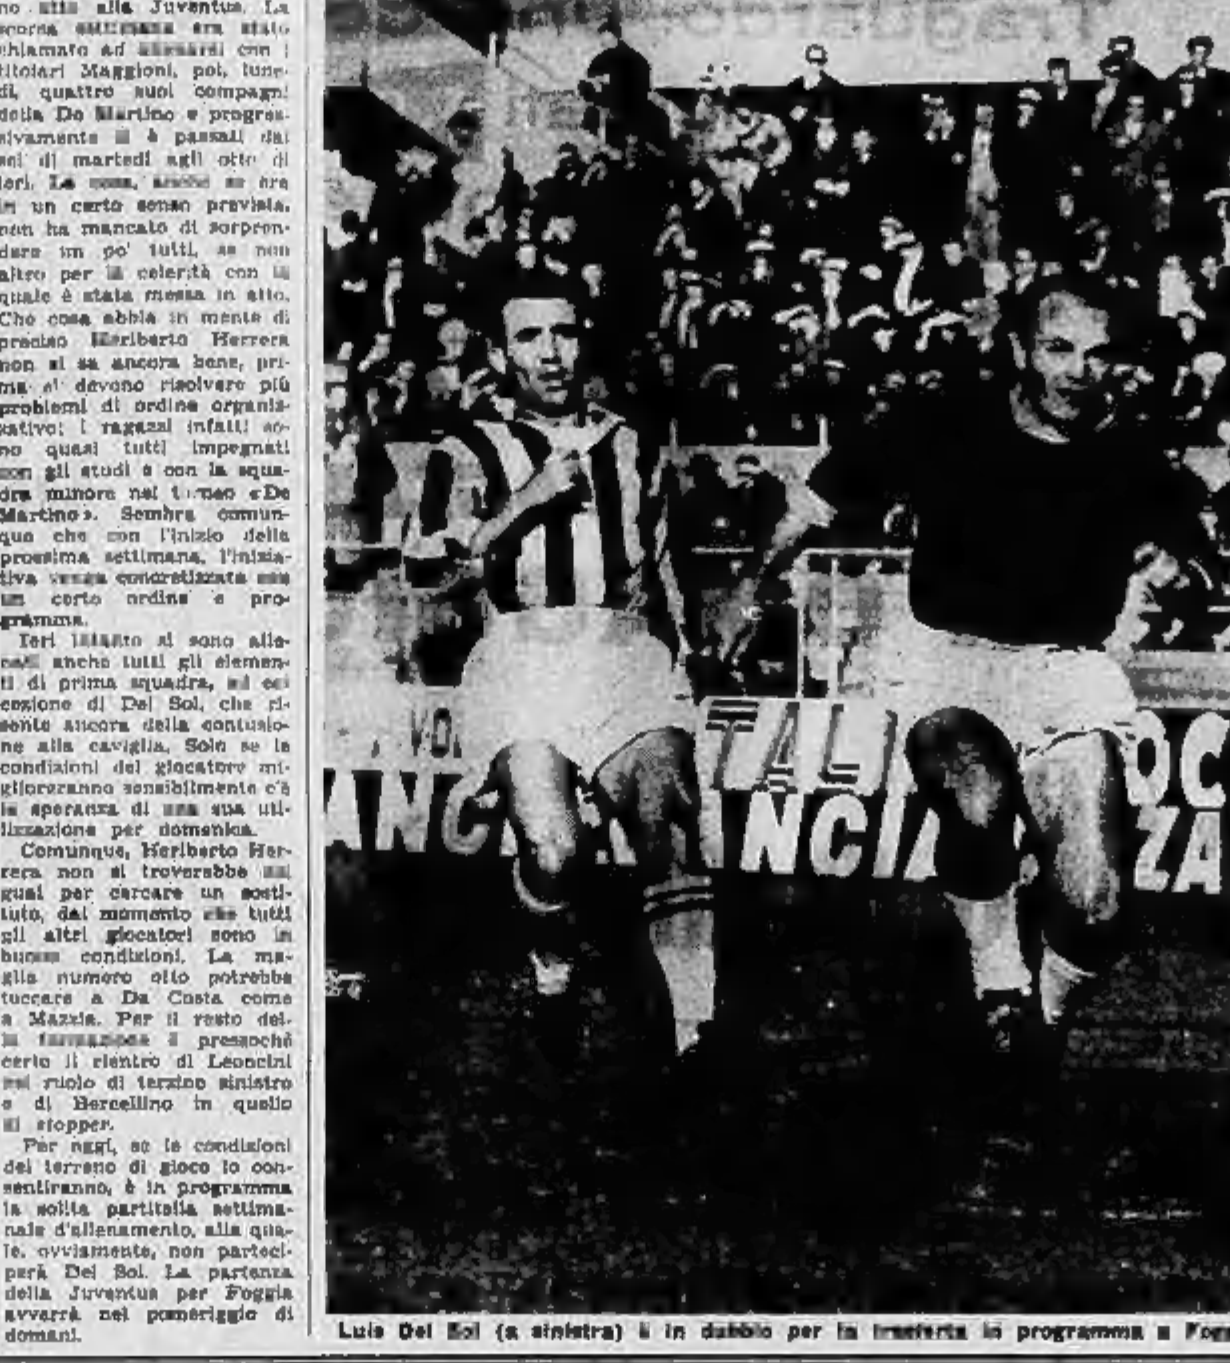 alla Juventus. La
chiamato ad con i
titolari Maggioni, poi, lune-
dì, quattro suoi compagni
della De Martino e progres-
sivamente si è passati dai
sei di martedì agli otto di
ieri. La anche se era
in un certo senso prevista,
non ha mancato di sorpren-
dere un po' tutti, se non
altro per la celerità con la
quale è stata messa in atto.
Che cosa abbia in mente di
preciso Heriberto Herrera
non si sa ancora bene, pri-
ma si devono risolvere più
problemi di ordine organiz-
zativo; i ragazzi infatti so-
no quasi tutti impegnati
con gli studi e con la squa-
dra minore nel torneo «De
Martino». Sembra comun-
que che con l'inizio della
prossima settimana, l'inizia-
tiva venga concretizzata con
un certo ordine e pro-
gramma.
Ieri intanto si sono alle-
nati anche tutti gli elemen-
ti di prima squadra, ad ec-
cezione di Del Sol, che ri-
sente ancora della contusio-
ne alla caviglia. Solo se le
condizioni del giocatore mi-
glioreranno sensibilmente c'è
la speranza di una sua uti-
lizzazione per domenica.
Comunque, Heriberto Her-
rera non si troverebbe nei
guai per cercare un sosti-
tuto, dal momento che tutti
gli altri giocatori sono in
buone condizioni. La ma-
glia numero otto potrebbe
toccare a Da Costa come
a Mazzia. Per il resto del-
la formazione è pressoché
certo il rientro di Leoncini
nel ruolo di terzino sinistro
e di Bercellino in quello
di stopper.
Per oggi, se le condizioni
del terreno di gioco lo con-
sentiranno, è in programma
la solita partitella settima-
nale d'allenamento, alla qua-
le, ovviamente, non parteci-
perà Del Sol. La partenza
della Juventus per Foggia
avverrà nel pomeriggio di
domani.
TAL
OC
ANC NCIA ZA
Luis Del Sol (a sinistra) è in dubbio per la trasferta in programma a Fogg